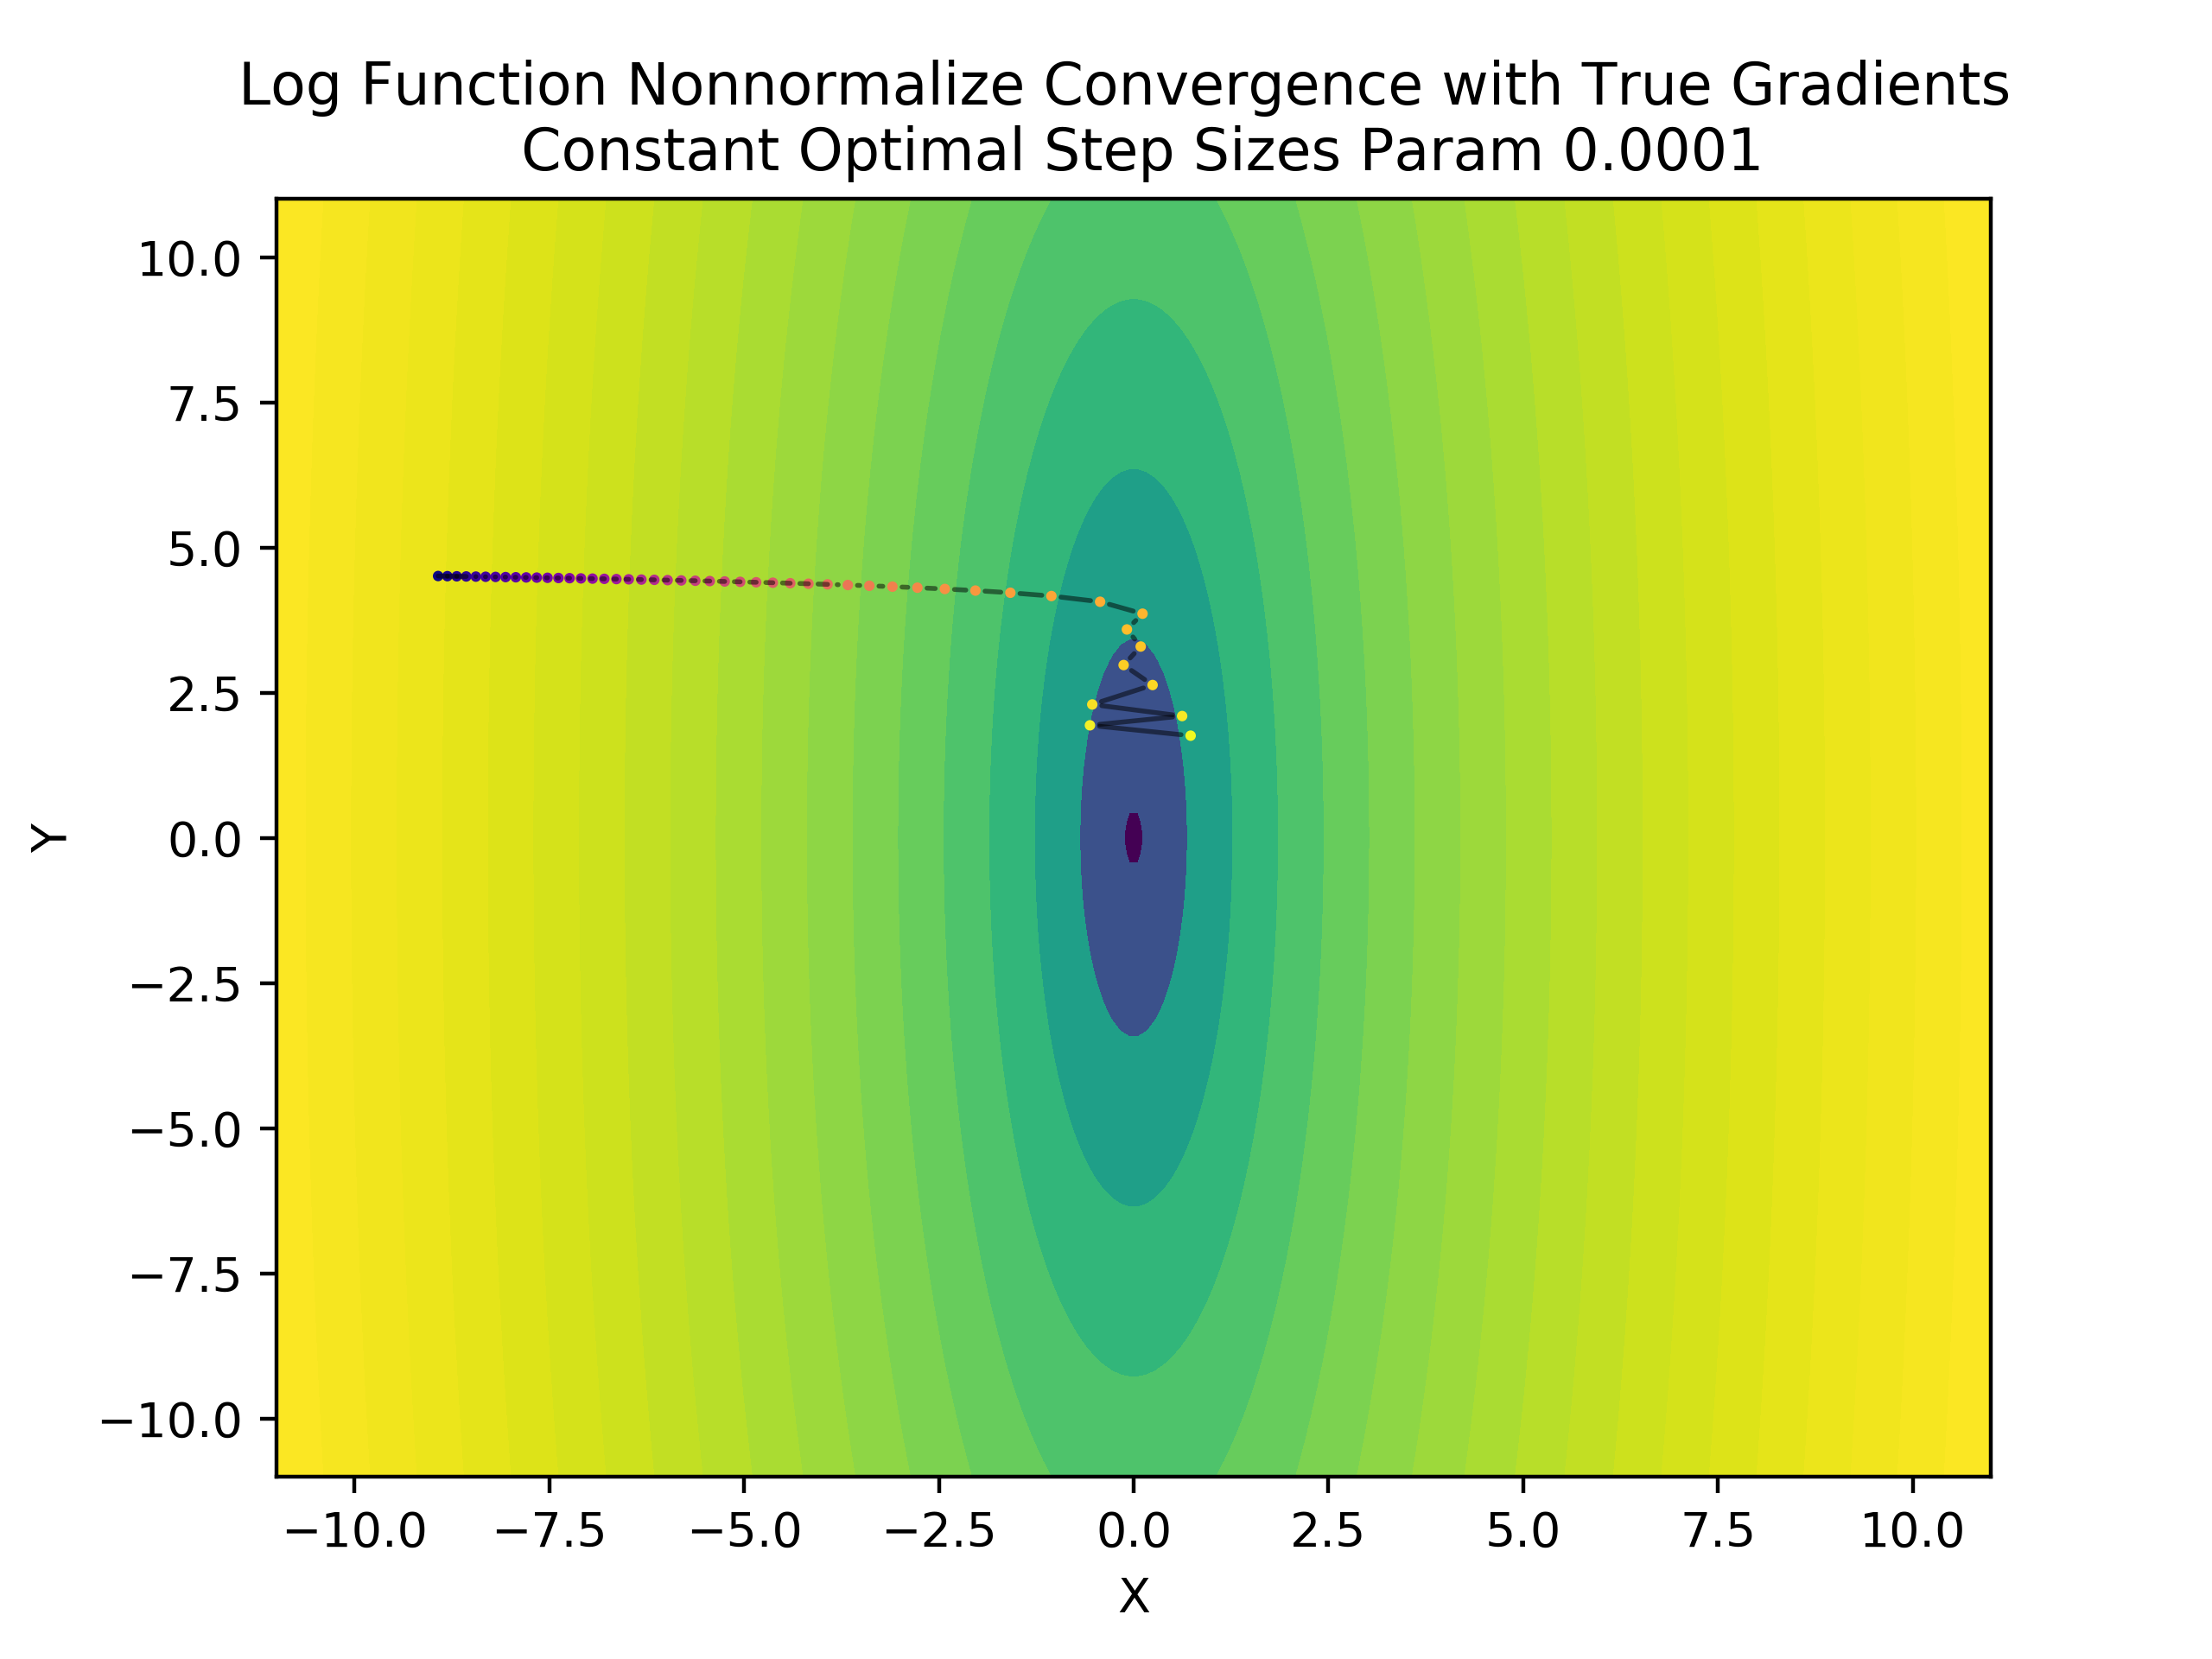 Log Function Nonnormalize Convergence with True Gradients
Constant Optimal Step Sizes Param 0.0001
10.0
7.5
5.0
2.5
0.0
−2.5
−5.0
−7.5
−10.0
Y
−10.0 −7.5 −5.0 −2.5 0.0 2.5 5.0 7.5 10.0
X